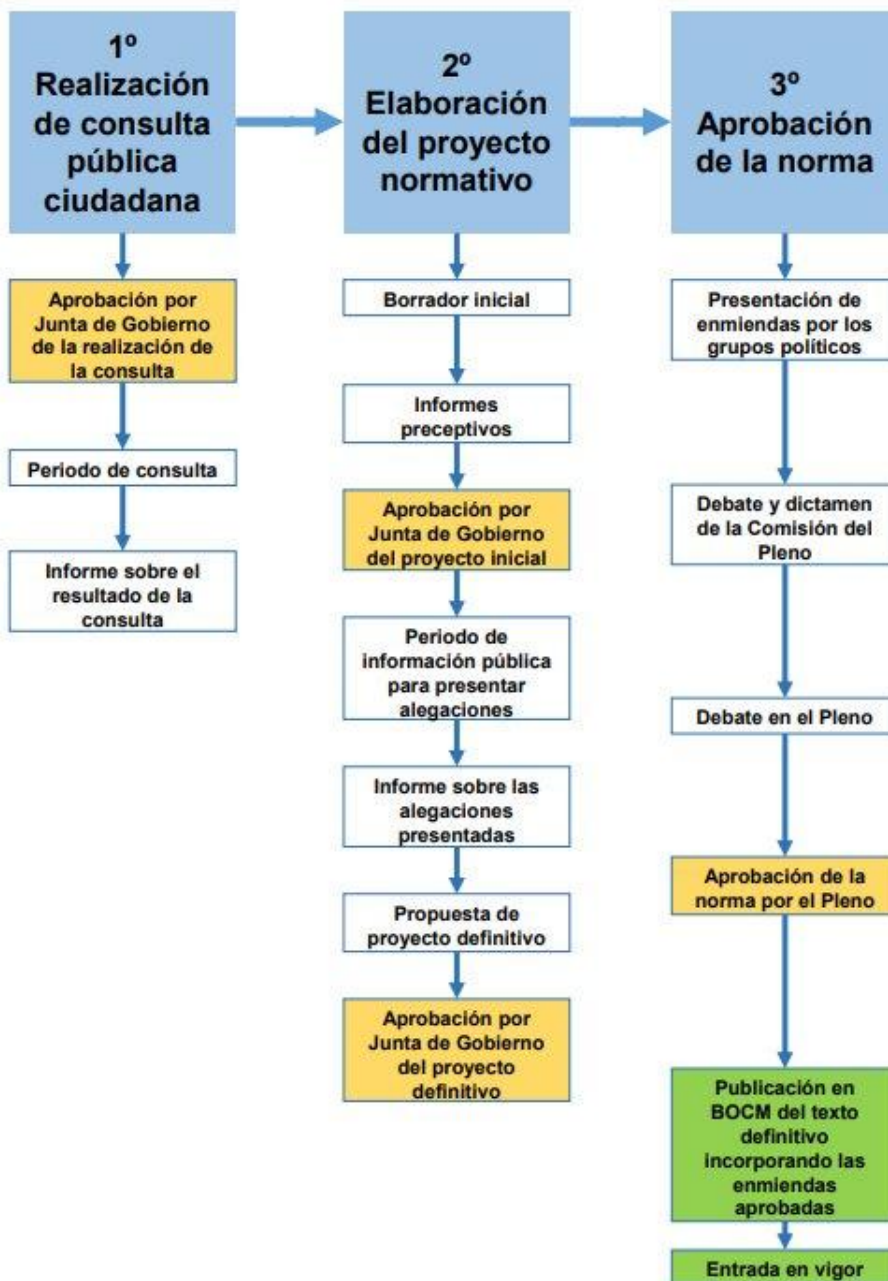 1º
Realización
de consulta
pública
ciudadana
Aprobación por
Junta de Gobierno
de la realización de
la consulta
Periodo de consulta
Informe sobre el
resultado de la
consulta
2º
Elaboración
del proyecto
normativo
Borrador inicial
Informes
preceptivos
Aprobación por
Junta de Gobierno
del proyecto inicial
Periodo de
información pública
para presentar
alegaciones
Informe sobre las
alegaciones
presentadas
Propuesta de
proyecto definitivo
Aprobación por
Junta de Gobierno
del proyecto
definitivo
3º
Aprobación
de la norma
Presentación de
enmiendas por los
grupos políticos
Debate y dictamen
de la Comisión del
Pleno
Debate en el Pleno
Aprobación de la
norma por el Pleno
Publicación en
BOCM del texto
definitivo
incorporando las
enmiendas
aprobadas
Entrada en vigor